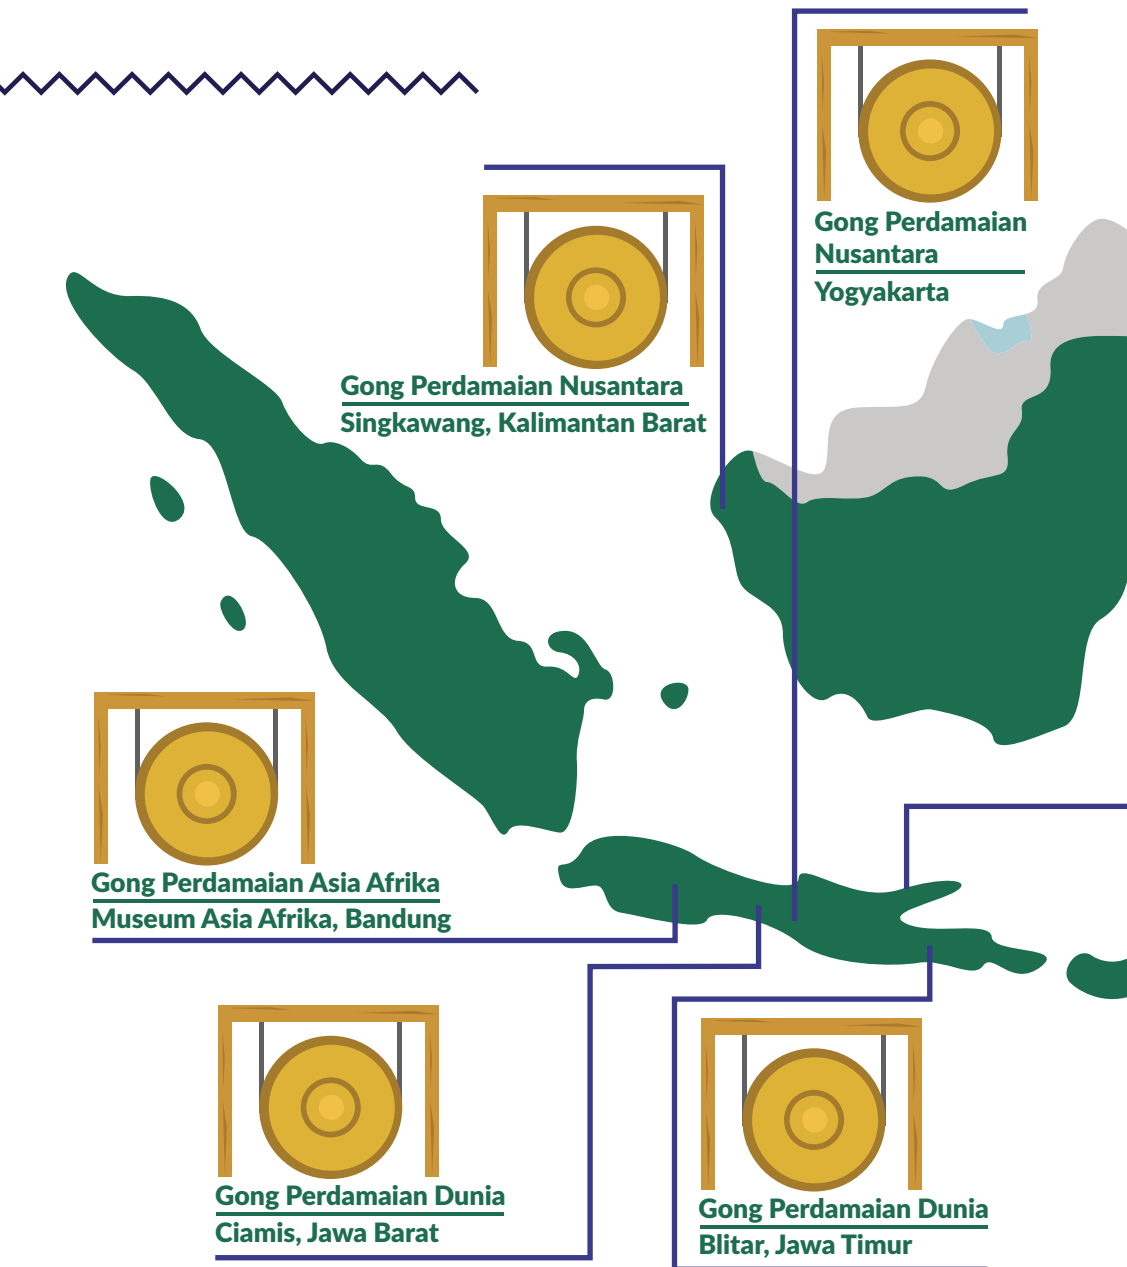 Gong Perdamaian
Nusantara
Yogyakarta
Gong Perdamaian Nusantara
Singkawang, Kalimantan Barat
Gong Perdamaian Asia Afrika
Museum Asia Afrika, Bandung
Gong Perdamaian Dunia
Ciamis, Jawa Barat
Gong Perdamaian Dunia
Blitar, Jawa Timur